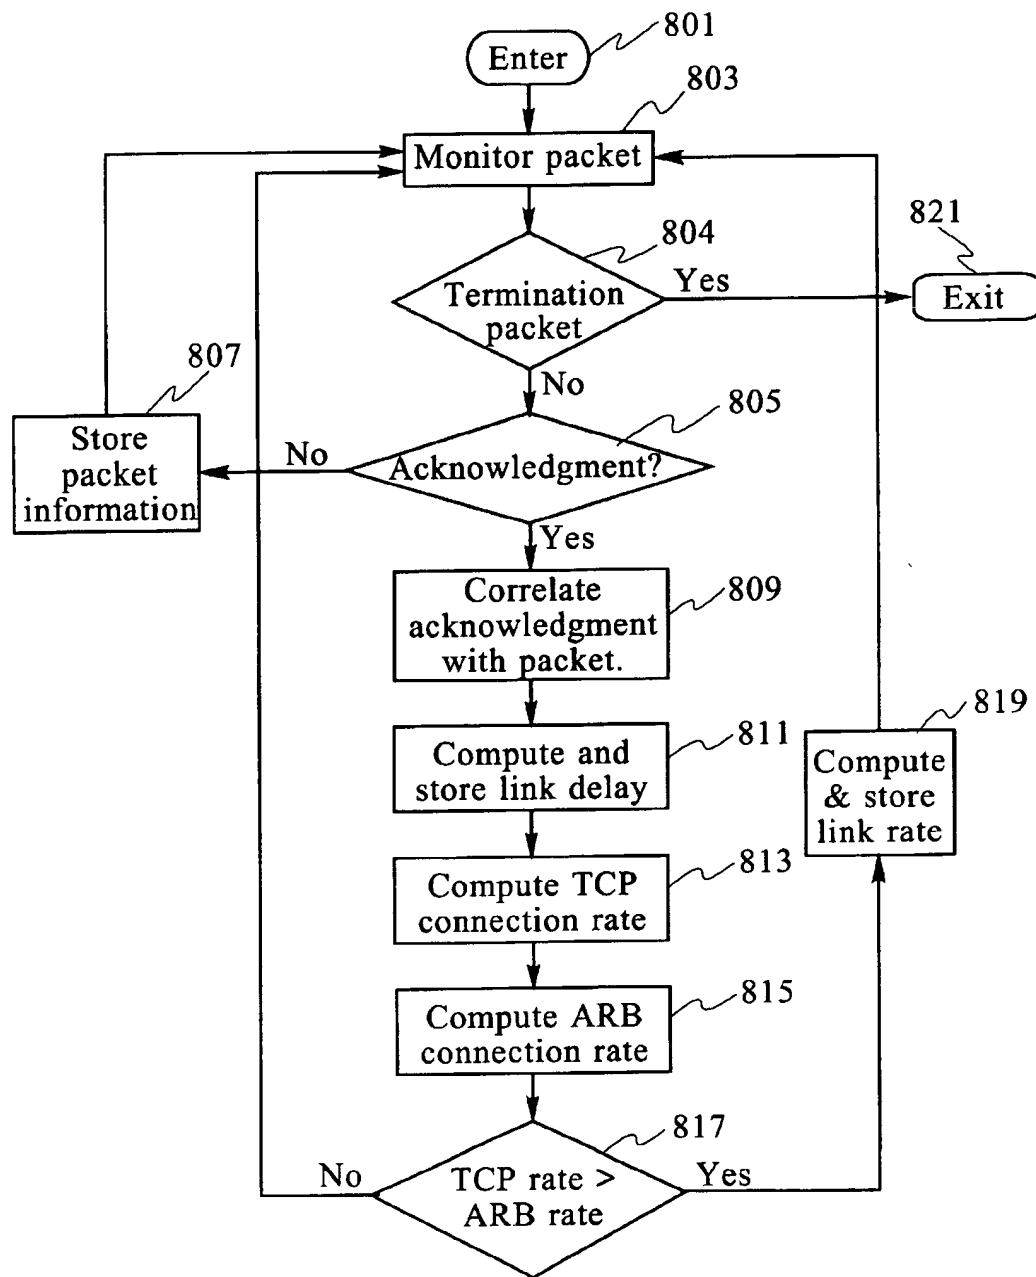 801
Enter
803
Monitor packet
804
821
Termination
packet
Yes
Exit
807
No
805
Store
packet
information
No
Acknowledgment?
Yes
Correlate
acknowledgment
with packet.
809
819
811
Compute and
store link delay
Compute
& store
link rate
813
Compute TCP
connection rate
815
Compute ARB
connection rate
817
No
TCP rate >
ARB rate
Yes